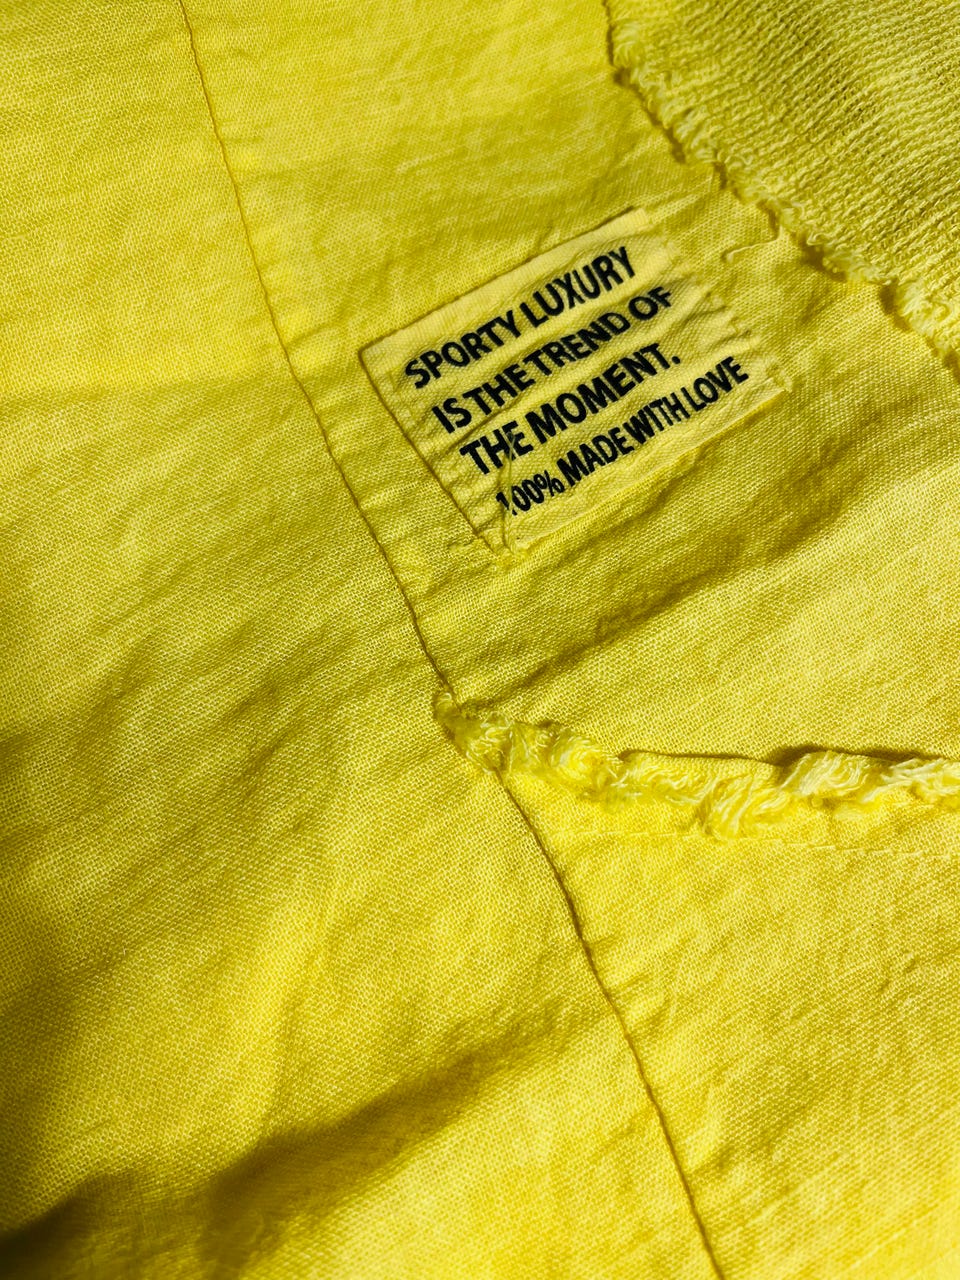 SPORTY LUXURY
IS THE TREND OF
THE MOMENT.
100% MADE WITH LOVE